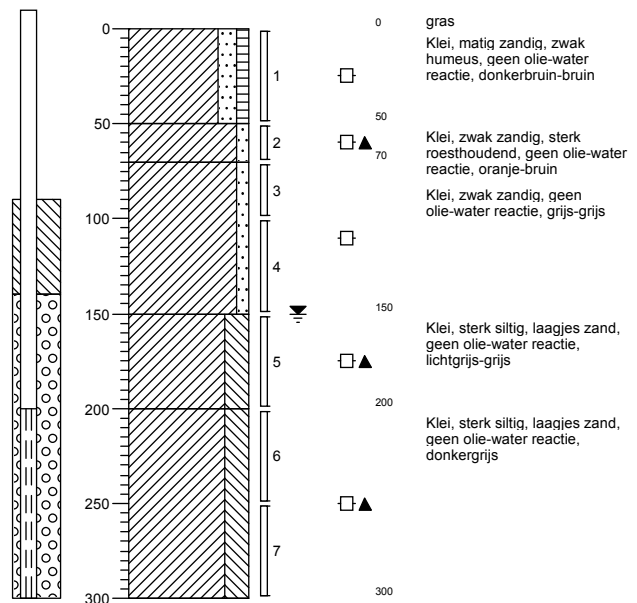 0
50
100
150
200
250
300
1
2
3
4
5
6
7
0
gras
Klei, matig zandig, zwak
humeus, geen olie-water
reactie, donkerbruin-bruin
50
Klei, zwak zandig, sterk
roesthoudend, geen olie-water
reactie, oranje-bruin
70
Klei, zwak zandig, geen
olie-water reactie, grijs-grijs
150
Klei, sterk siltig, laagjes zand,
geen olie-water reactie,
lichtgrijs-grijs
200
Klei, sterk siltig, laagjes zand,
geen olie-water reactie,
donkergrijs
300